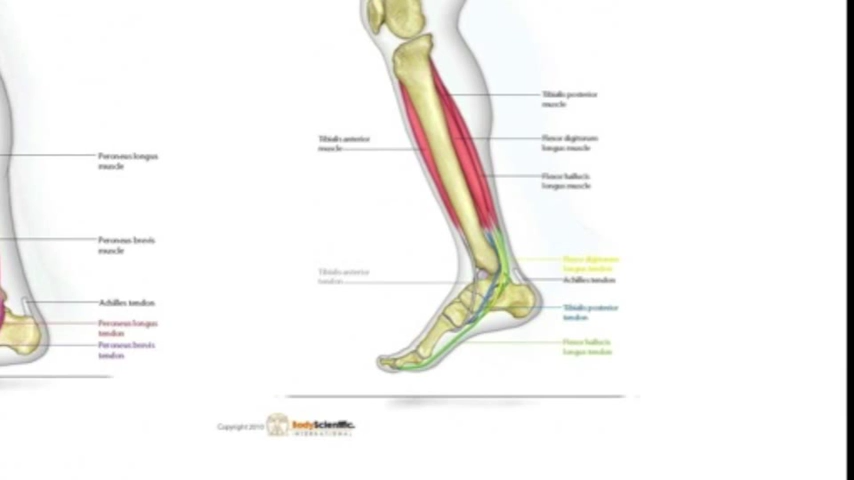 Peroneus longus
muscle
Peroneus brevis
muscle
Achilles tendon
Peroneus longus
tendon
Peroneus brevis
tendon
Tibialis anterior
muscle
Tibialis anterior
tendon
Tibialis posterior
muscle
Flexor digitorum
longus muscle
Flexor hallucis
longus muscle
Flexor digitorum
longus tendon
Achilles tendon
Tibialis posterior
tendon
Flexor hallucis
longus tendon
Copyright 2010
BodyScientific.
INTERNATIONAL